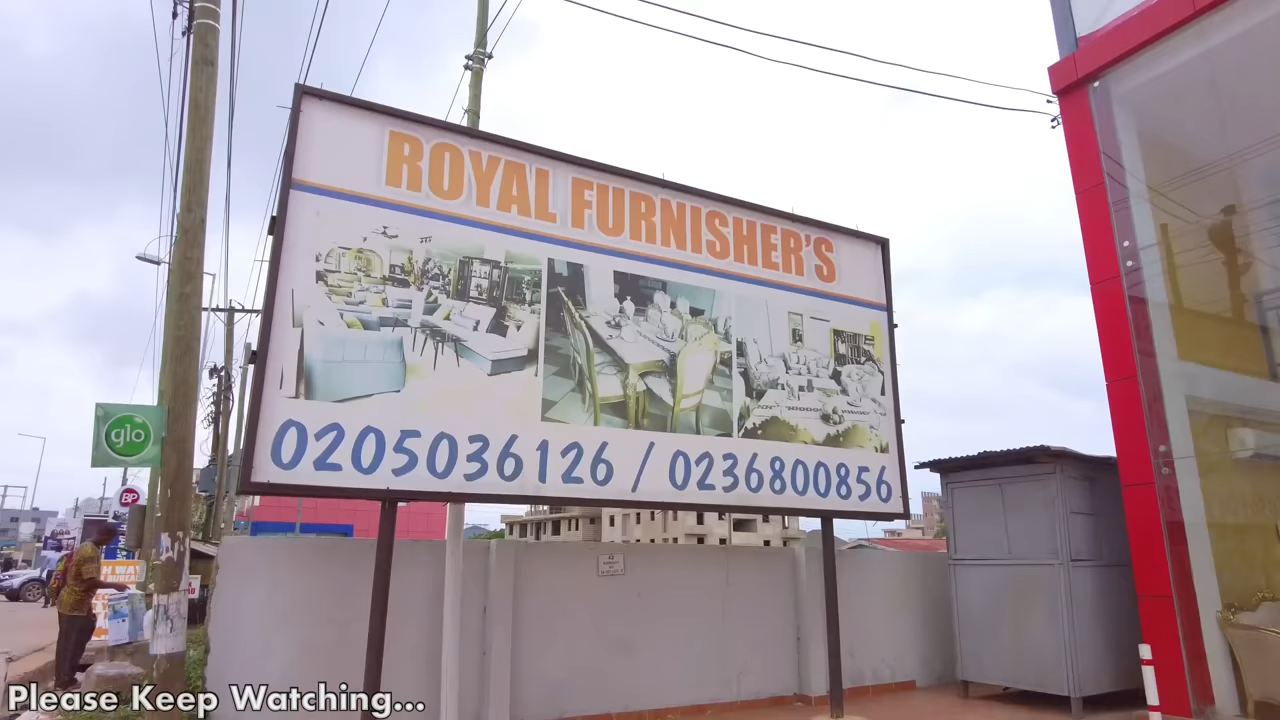 ROYAL FURNISHER'S
0205036126 / 0236800856
glo
BP
Please Keep Watching...